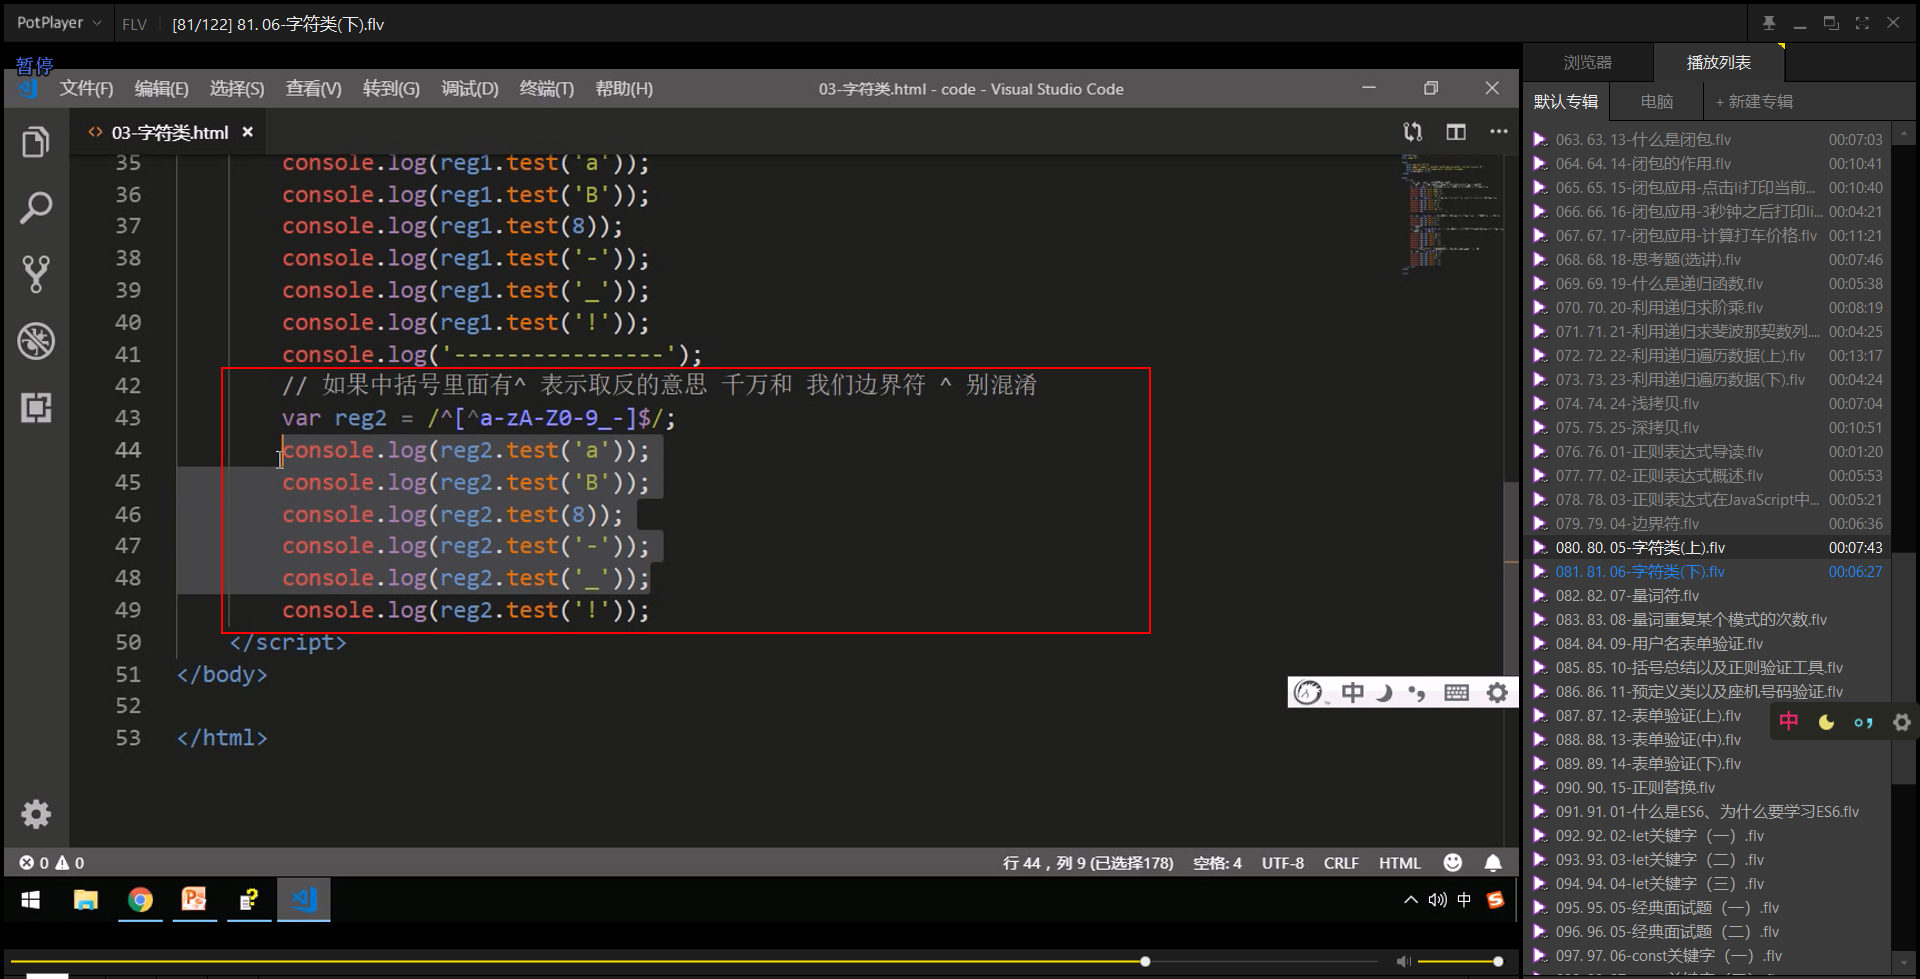 PotPlayer
FLV
[81/122] 81. 06-字符类(下).flv
暂停
文件(F) 编辑(E) 选择(S) 查看(V) 转到(G) 调试(D) 终端(T) 帮助(H)
03-字符类.html - code - Visual Studio Code
03-字符类.html
35 console.log(reg1.test('a'));
36 console.log(reg1.test('B'));
37 console.log(reg1.test(8));
38 console.log(reg1.test('-'));
39 console.log(reg1.test('_'));
40 console.log(reg1.test('!'));
41 console.log('----------------');
42 // 如果中括号里面有^ 表示取反的意思 千万和 我们边界符 ^ 别混淆
43 var reg2 = /^[^a-zA-Z0-9_-]$/;
44 console.log(reg2.test('a'));
45 console.log(reg2.test('B'));
46 console.log(reg2.test(8));
47 console.log(reg2.test('-'));
48 console.log(reg2.test('_'));
49 console.log(reg2.test('!'));
50 </script>
51 </body>
52
53 </html>
中
0 0
行 44，列 9 (已选择178) 空格: 4 UTF-8 CRLF HTML
中
浏览器 播放列表
默认专辑 电脑 + 新建专辑
063. 63. 13-什么是闭包.flv 00:07:03
064. 64. 14-闭包的作用.flv 00:10:41
065. 65. 15-闭包应用-点击li打印当前... 00:10:40
066. 66. 16-闭包应用-3秒钟之后打印li... 00:04:21
067. 67. 17-闭包应用-计算打车价格.flv 00:11:21
068. 68. 18-思考题(选讲).flv 00:07:46
069. 69. 19-什么是递归函数.flv 00:05:38
070. 70. 20-利用递归求阶乘.flv 00:08:19
071. 71. 21-利用递归求斐波那契数列.... 00:04:25
072. 72. 22-利用递归遍历数据(上).flv 00:13:17
073. 73. 23-利用递归遍历数据(下).flv 00:04:24
074. 74. 24-浅拷贝.flv 00:07:04
075. 75. 25-深拷贝.flv 00:10:51
076. 76. 01-正则表达式导读.flv 00:01:20
077. 77. 02-正则表达式概述.flv 00:05:53
078. 78. 03-正则表达式在JavaScript中... 00:05:21
079. 79. 04-边界符.flv 00:06:36
080. 80. 05-字符类(上).flv 00:07:43
081. 81. 06-字符类(下).flv 00:06:27
082. 82. 07-量词符.flv
083. 83. 08-量词重复某个模式的次数.flv
084. 84. 09-用户名表单验证.flv
085. 85. 10-括号总结以及正则验证工具.flv
086. 86. 11-预定义类以及座机号码验证.flv
087. 87. 12-表单验证(上).flv
中
088. 88. 13-表单验证(中).flv
089. 89. 14-表单验证(下).flv
090. 90. 15-正则替换.flv
091. 91. 01-什么是ES6、为什么要学习ES6.flv
092. 92. 02-let关键字（一）.flv
093. 93. 03-let关键字（二）.flv
094. 94. 04-let关键字（三）.flv
095. 95. 05-经典面试题（一）.flv
096. 96. 05-经典面试题（二）.flv
097. 97. 06-const关键字（一）.flv